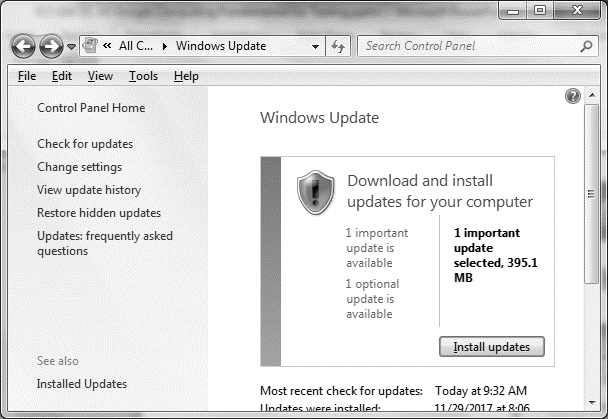 « All C... ▸ Windows Update
Search Control Panel
File Edit View Tools Help
Control Panel Home
Check for updates
Change settings
View update history
Restore hidden updates
Updates: frequently asked
questions
See also
Installed Updates
Windows Update
Download and install
updates for your computer
1 important
update is
available
1 optional
update is
available
1 important
update
selected, 395.1
MB
Install updates
Most recent check for updates: Today at 9:32 AM
Updates were installed: 11/29/2017 at 8:06